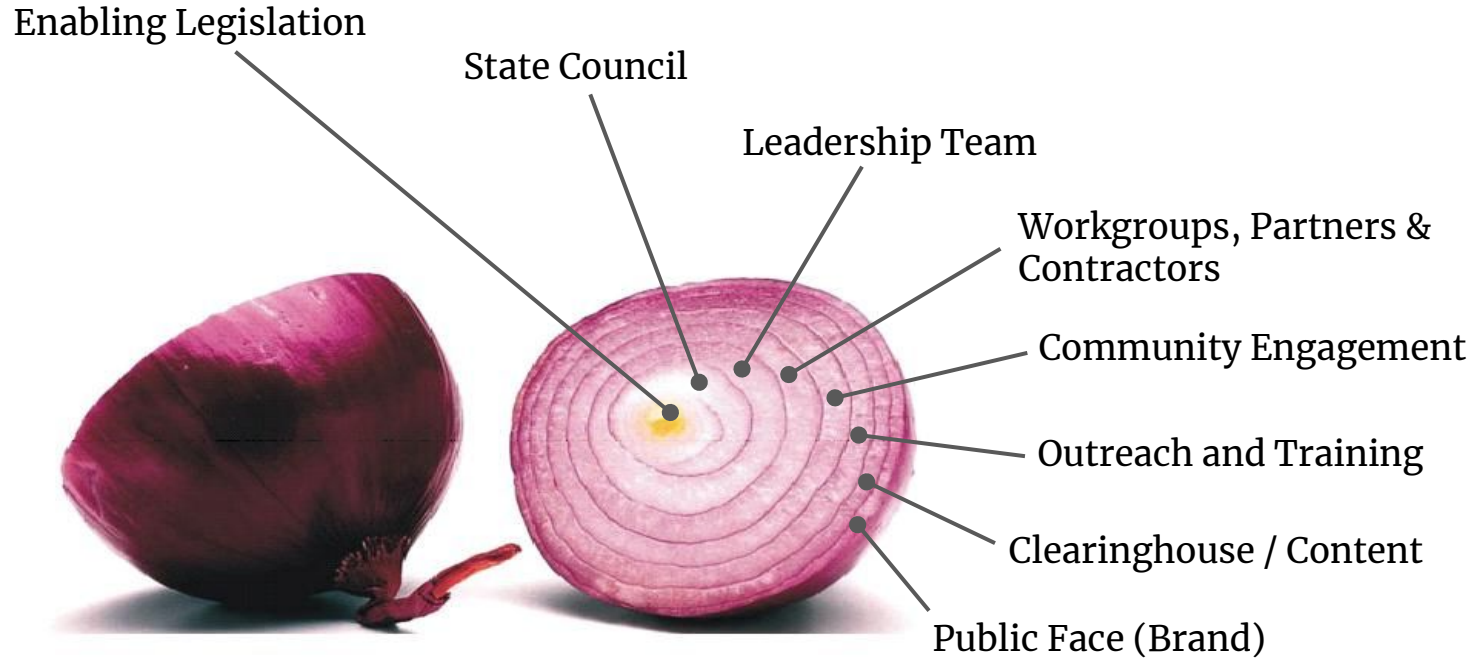 Enabling Legislation
State Council
Leadership Team
Workgroups, Partners &
Contractors
Community Engagement
Outreach and Training
Clearinghouse / Content
Public Face (Brand)